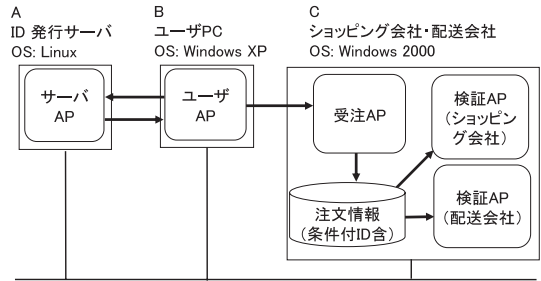 A
ID 発行サーバ
OS: Linux
B
ユーザPC
OS: Windows XP
C
ショッピング会社・配送会社
OS: Windows 2000
サーバ
AP
ユーザ
AP
受注AP
検証AP
(ショッピン
グ会社)
注文情報
(条件付ID含)
検証AP
(配送会社)